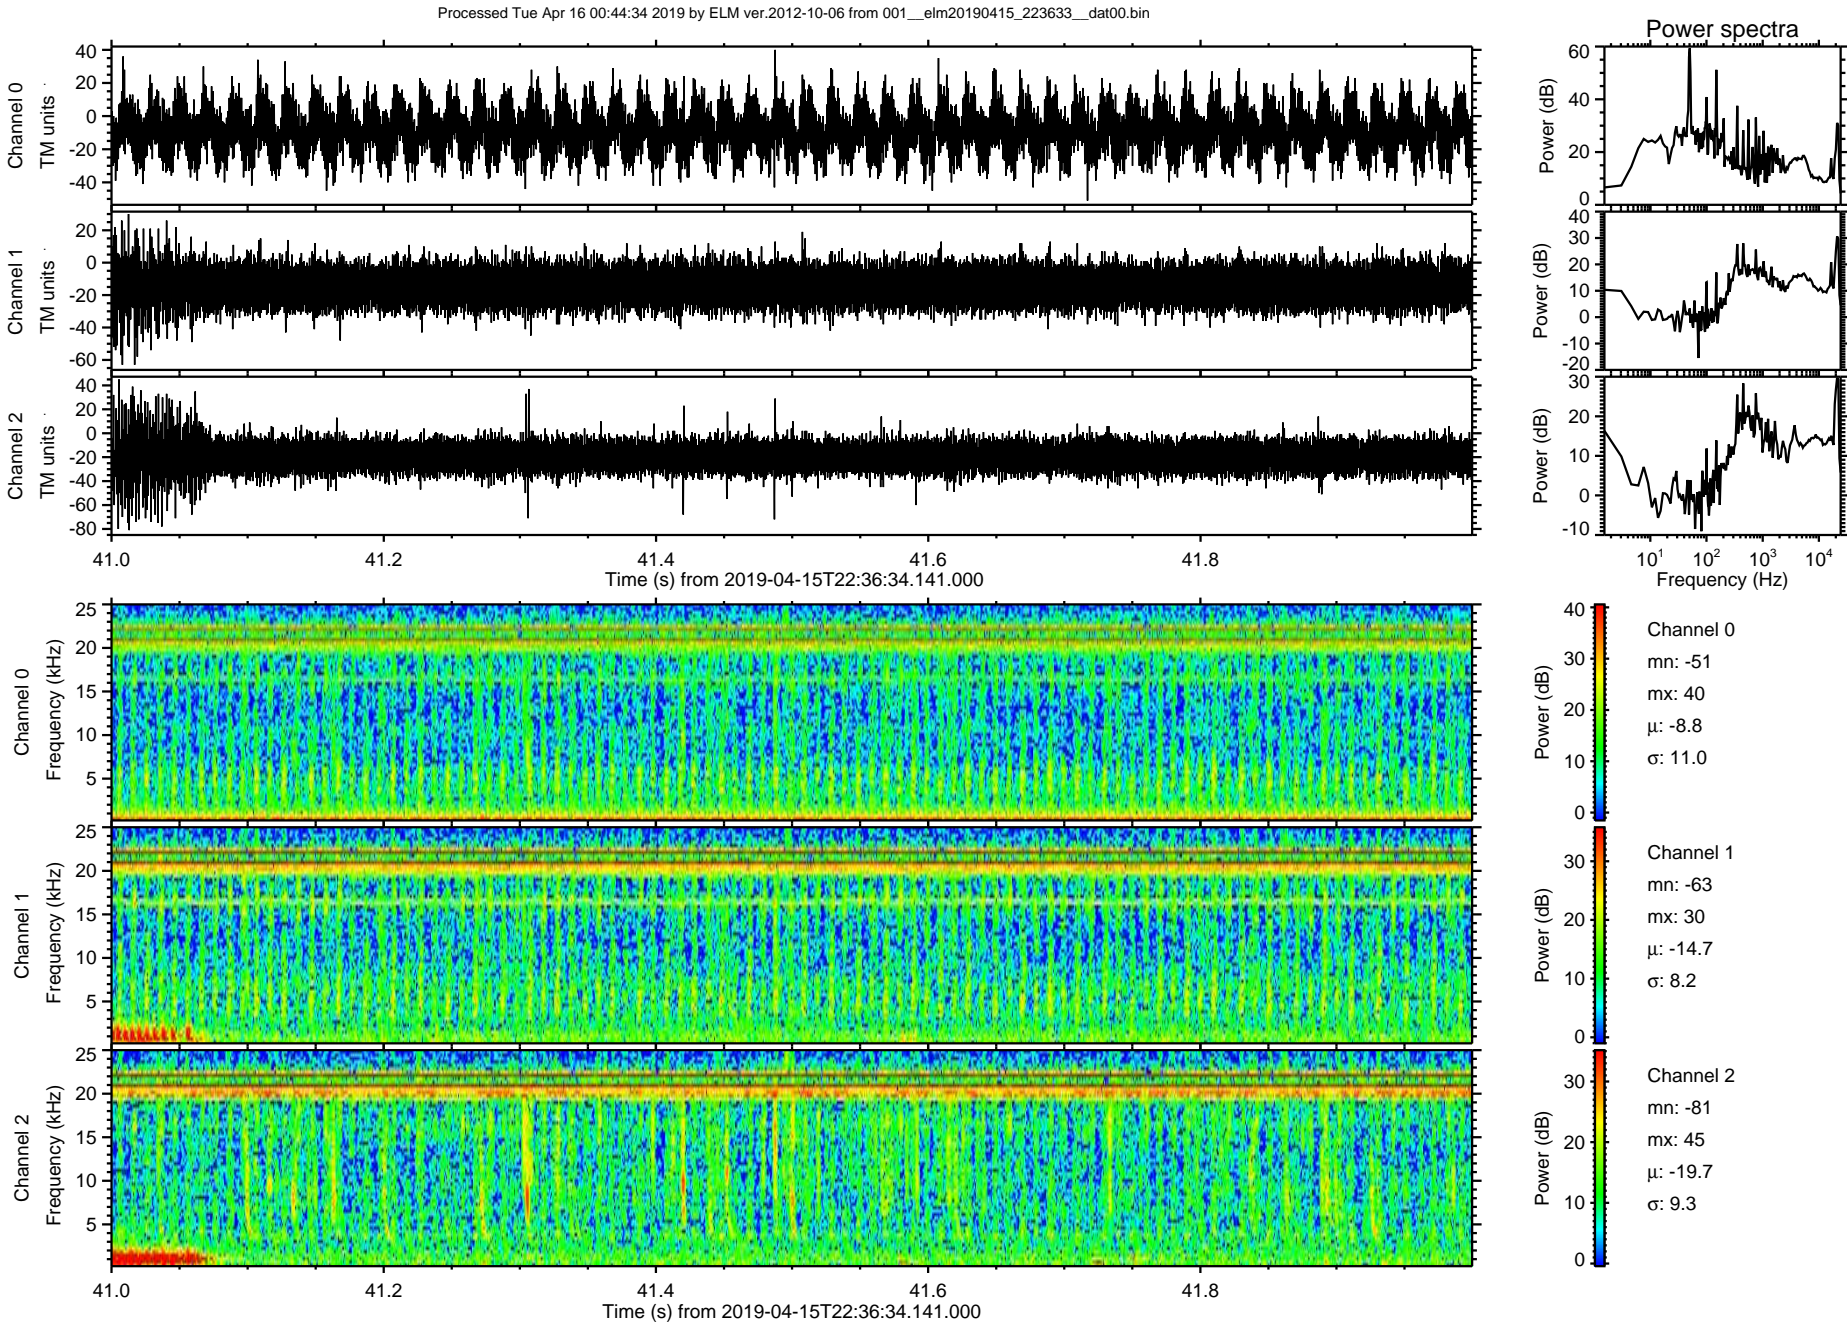 Processed Tue Apr 16 00:44:34 2019 by ELM ver.2012-10-06 from 001__elm20190415_223633__dat00.bin
Power spectra
Channel 0
TM units
40
20
0
-20
-40
Power (dB)
60
40
20
0
Channel 1
TM units
20
0
-20
-40
-60
Power (dB)
40
30
20
10
0
-10
-20
Channel 2
TM units
40
20
0
-20
-40
-60
-80
Power (dB)
30
20
10
0
-10
41.0 41.2 41.4 41.6 41.8
Time (s) from 2019-04-15T22:36:34.141.000
10^1 10^2 10^3 10^4
Frequency (Hz)
Channel 0
Frequency (kHz)
25
20
15
10
5
Power (dB)
40
30
20
10
0
Channel 0
mn: -51
mx: 40
μ: -8.8
σ: 11.0
Channel 1
Frequency (kHz)
25
20
15
10
5
Power (dB)
30
20
10
0
Channel 1
mn: -63
mx: 30
μ: -14.7
σ: 8.2
Channel 2
Frequency (kHz)
25
20
15
10
5
Power (dB)
30
20
10
0
Channel 2
mn: -81
mx: 45
μ: -19.7
σ: 9.3
41.0 41.2 41.4 41.6 41.8
Time (s) from 2019-04-15T22:36:34.141.000